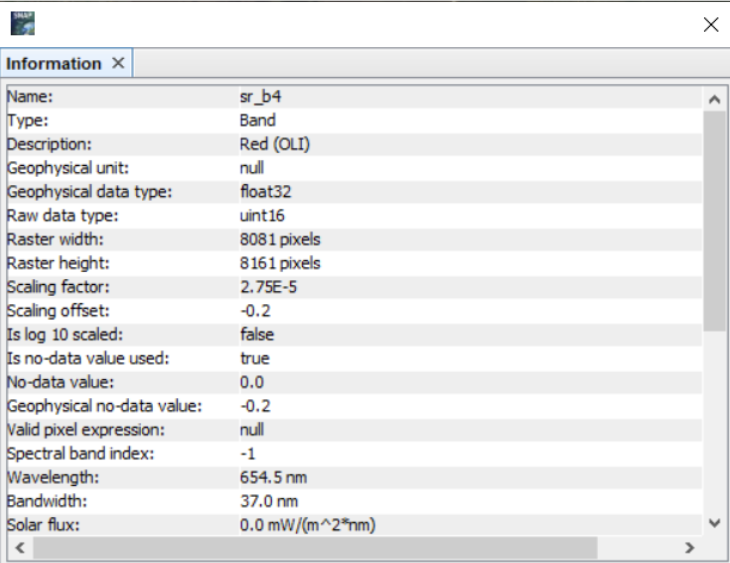 SNAP
Information
Name: sr_b4
Type: Band
Description: Red (OLI)
Geophysical unit: null
Geophysical data type: float32
Raw data type: uint16
Raster width: 8081 pixels
Raster height: 8161 pixels
Scaling factor: 2.75E-5
Scaling offset: -0.2
Is log 10 scaled: false
Is no-data value used: true
No-data value: 0.0
Geophysical no-data value: -0.2
Valid pixel expression: null
Spectral band index: -1
Wavelength: 654.5 nm
Bandwidth: 37.0 nm
Solar flux: 0.0 mW/(m^2*nm)